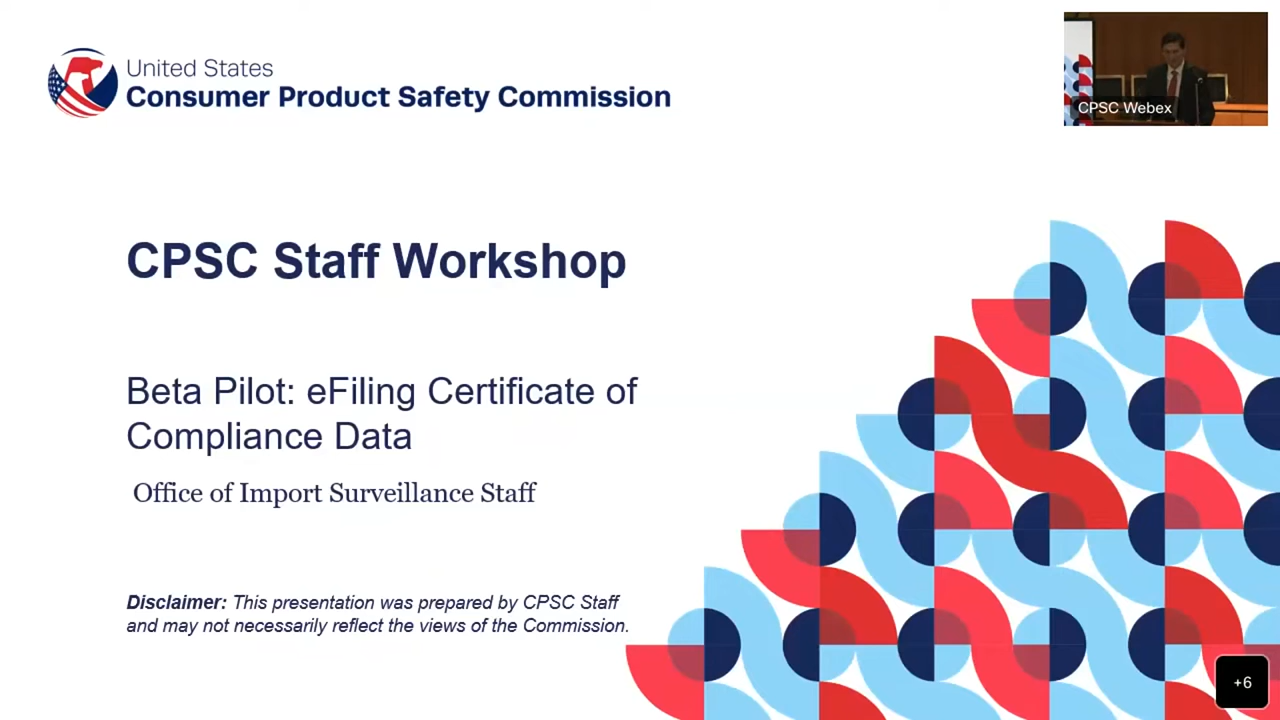 United States
Consumer Product Safety Commission
CPSC Webex
CPSC Staff Workshop
Beta Pilot: eFiling Certificate of
Compliance Data
Office of Import Surveillance Staff
Disclaimer: This presentation was prepared by CPSC Staff
and may not necessarily reflect the views of the Commission.
+6